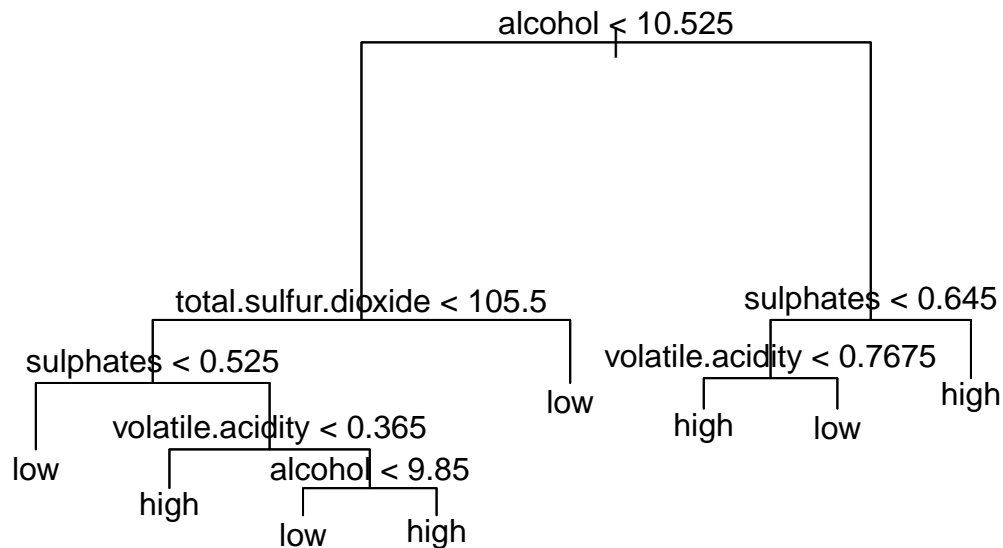 alcohol < 10.525
total.sulfur.dioxide < 105.5
sulphates < 0.645
sulphates < 0.525
volatile.acidity < 0.7675
low
high
high
low
volatile.acidity < 0.365
low
alcohol < 9.85
high
low
high